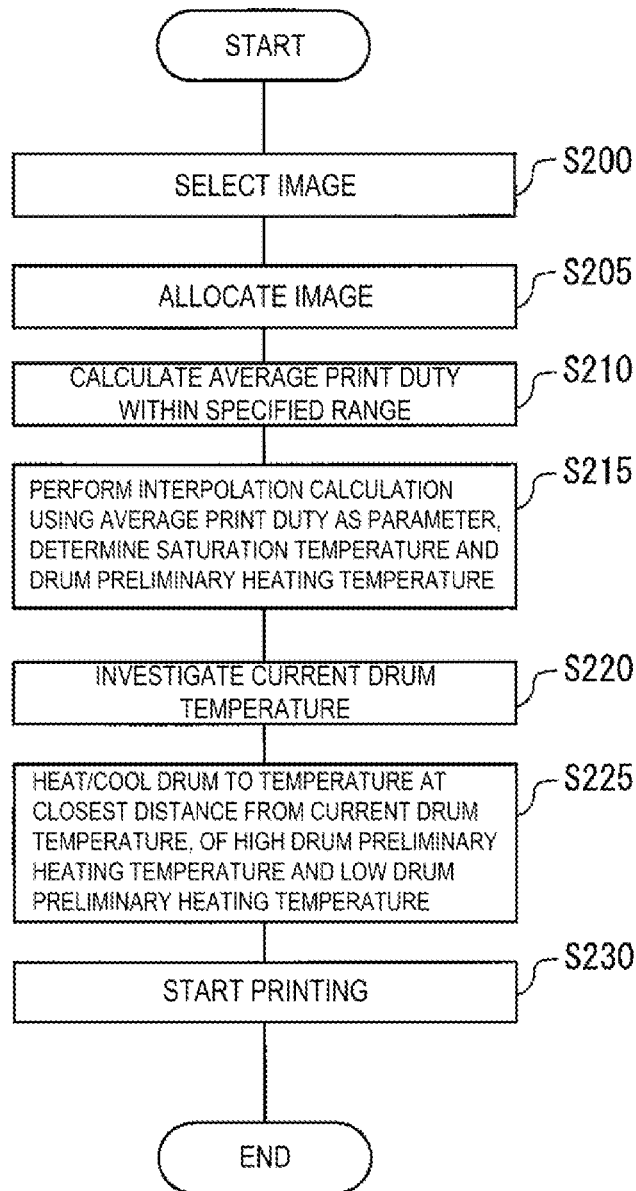 START
SELECT IMAGE
S200
ALLOCATE IMAGE
S205
CALCULATE AVERAGE PRINT DUTY
WITHIN SPECIFIED RANGE
S210
PERFORM INTERPOLATION CALCULATION
USING AVERAGE PRINT DUTY AS PARAMETER,
DETERMINE SATURATION TEMPERATURE AND
DRUM PRELIMINARY HEATING TEMPERATURE
S215
INVESTIGATE CURRENT DRUM
TEMPERATURE
S220
HEAT/COOL DRUM TO TEMPERATURE AT
CLOSEST DISTANCE FROM CURRENT DRUM
TEMPERATURE, OF HIGH DRUM PRELIMINARY
HEATING TEMPERATURE AND LOW DRUM
PRELIMINARY HEATING TEMPERATURE
S225
START PRINTING
S230
END